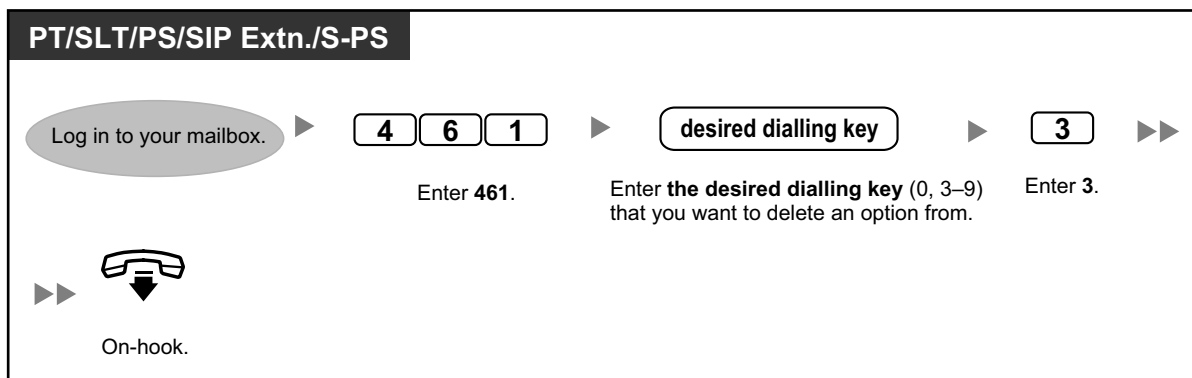 PT/SLT/PS/SIP Extn./S-PS
Log in to your mailbox.
4 6 1
desired dialling key
3
Enter 461.
Enter the desired dialling key (0, 3–9)
that you want to delete an option from.
Enter 3.
On-hook.